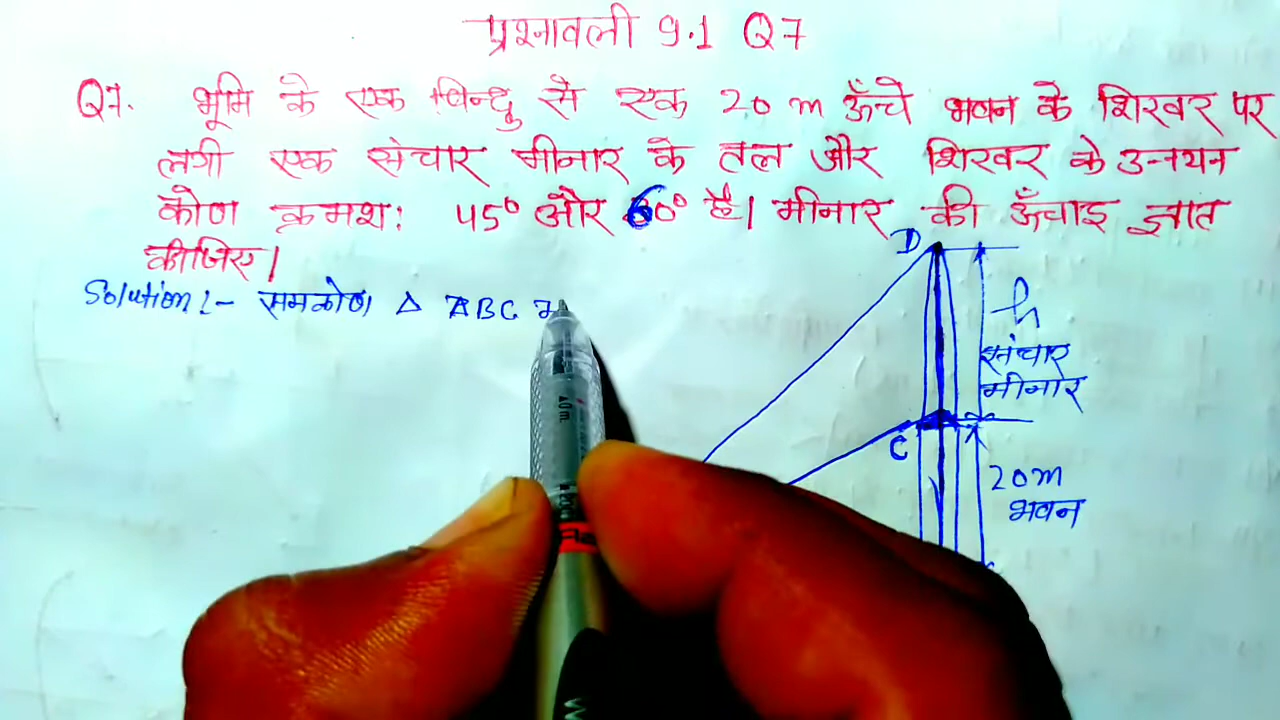 प्रश्नावली 9.1 Q7
Q7. भूमि के एक बिन्दु से एक 20 m ऊँचे भवन के शिखर पर
लगी एक संचार मीनार के तल और शिखर के उन्नयन
कोण क्रमश: 45° और 60° है। मीनार की ऊँचाइ ज्ञात
कीजिए।
Solution:- समकोण △ ABC म
D
h
संचार
मीनार
C
20m
भवन